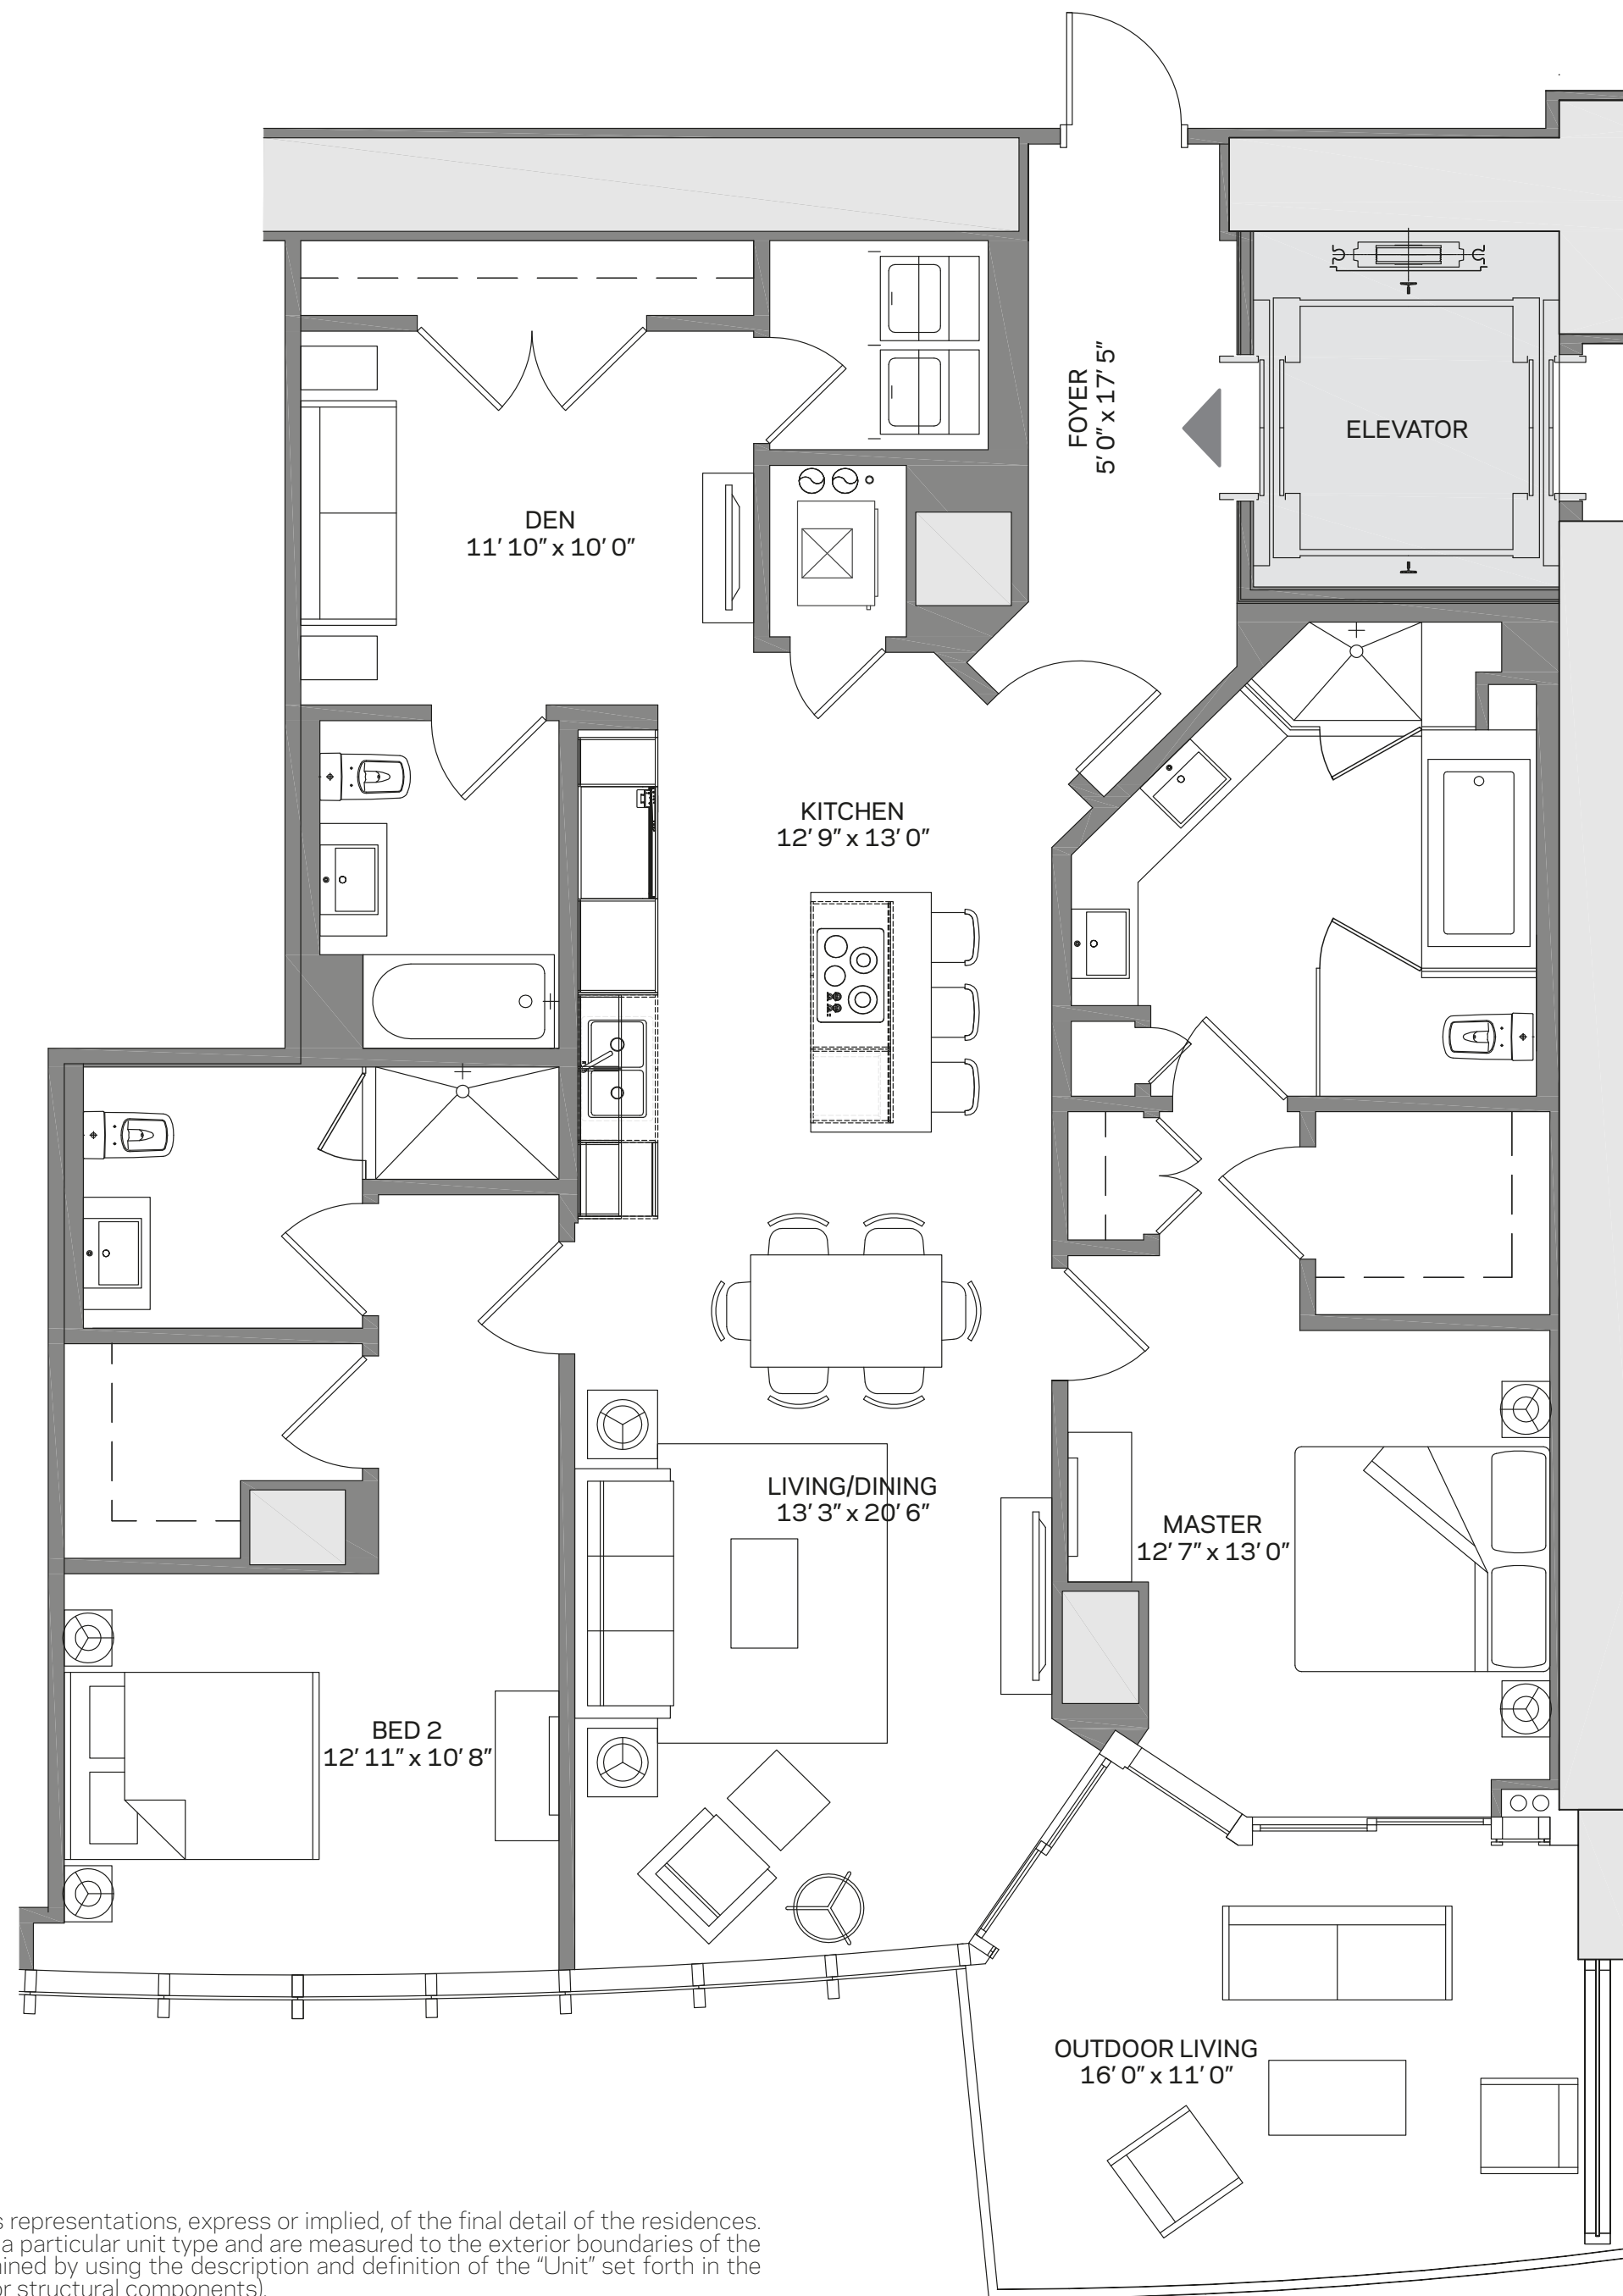 FOYER
5' 0" x 17' 5"
ELEVATOR
DEN
11' 10" x 10' 0"
KITCHEN
12' 9" x 13' 0"
LIVING/DINING
13' 3" x 20' 6"
MASTER
12' 7" x 13' 0"
BED 2
12' 11" x 10' 8"
OUTDOOR LIVING
16' 0" x 11' 0"
s representations, express or implied, of the final detail of the residences.
a particular unit type and are measured to the exterior boundaries of the
ined by using the description and definition of the “Unit” set forth in the
or structural components).